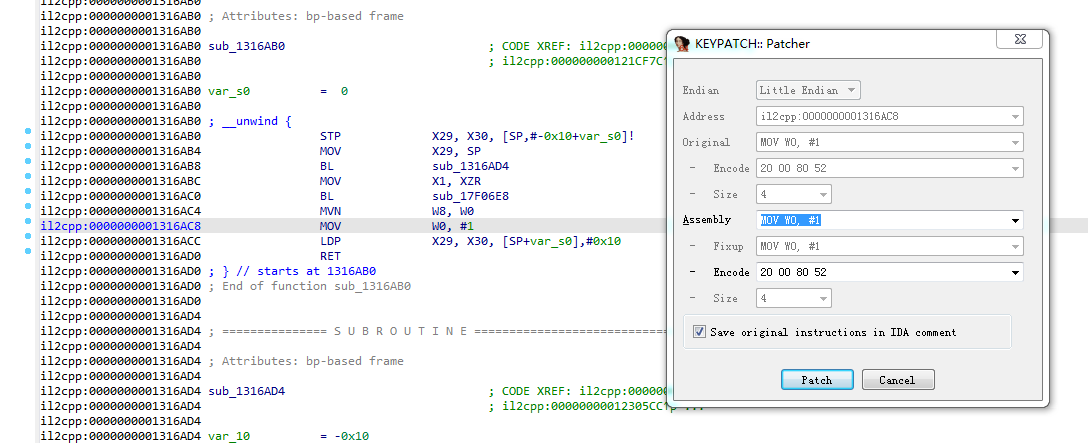 il2cpp:0000000001316AB0
il2cpp:0000000001316AB0 ; Attributes: bp-based frame
il2cpp:0000000001316AB0
il2cpp:0000000001316AB0 sub_1316AB0 ; CODE XREF: il2cpp:000000
il2cpp:0000000001316AB0 ; il2cpp:000000000121CF7C
il2cpp:0000000001316AB0
il2cpp:0000000001316AB0 var_s0 = 0
il2cpp:0000000001316AB0
il2cpp:0000000001316AB0 ; __unwind {
il2cpp:0000000001316AB0 STP X29, X30, [SP,#-0x10+var_s0]!
il2cpp:0000000001316AB4 MOV X29, SP
il2cpp:0000000001316AB8 BL sub_1316AD4
il2cpp:0000000001316ABC MOV X1, XZR
il2cpp:0000000001316AC0 BL sub_17F06E8
il2cpp:0000000001316AC4 MVN W8, W0
il2cpp:0000000001316AC8 MOV W0, #1
il2cpp:0000000001316ACC LDP X29, X30, [SP+var_s0],#0x10
il2cpp:0000000001316AD0 RET
il2cpp:0000000001316AD0 ; } // starts at 1316AB0
il2cpp:0000000001316AD0 ; End of function sub_1316AB0
il2cpp:0000000001316AD0
il2cpp:0000000001316AD4
il2cpp:0000000001316AD4 ; =============== S U B R O U T I N E =======================
il2cpp:0000000001316AD4
il2cpp:0000000001316AD4 ; Attributes: bp-based frame
il2cpp:0000000001316AD4
il2cpp:0000000001316AD4 sub_1316AD4 ; CODE XREF: il2cpp:000000
il2cpp:0000000001316AD4 ; il2cpp:00000000012305CC↑p ...
il2cpp:0000000001316AD4
il2cpp:0000000001316AD4 var_10 = -0x10
KEYPATCH:: Patcher
Endian Little Endian
Address il2cpp:0000000001316AC8
Original MOV W0, #1
- Encode 20 00 80 52
- Size 4
Assembly MOV W0, #1
- Fixup MOV W0, #1
- Encode 20 00 80 52
- Size 4
Save original instructions in IDA comment
Patch Cancel